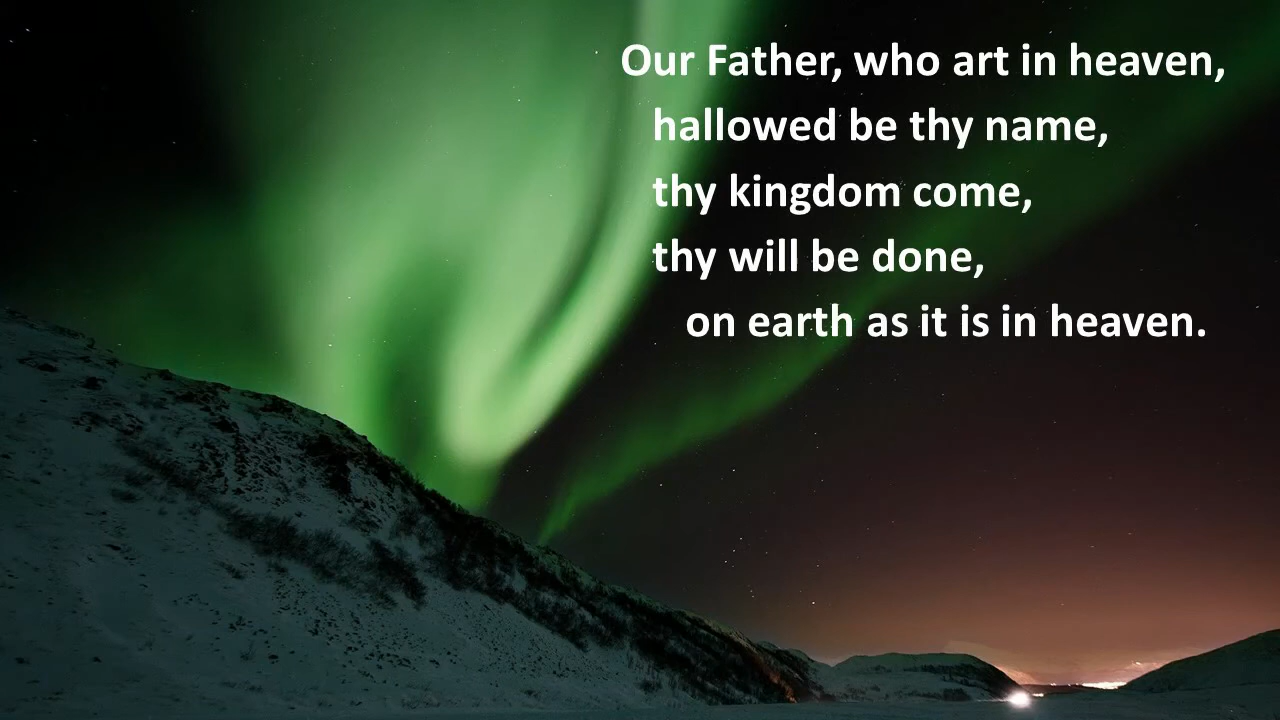 Our Father, who art in heaven,
hallowed be thy name,
thy kingdom come,
thy will be done,
on earth as it is in heaven.